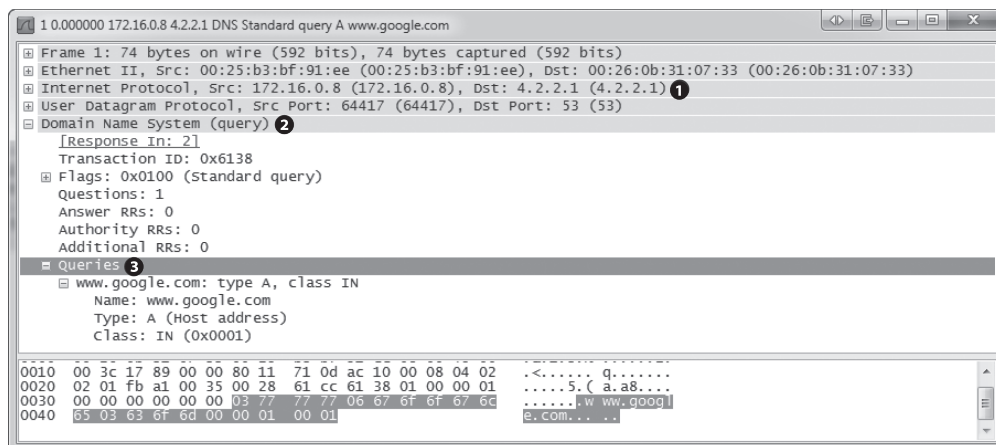 1 0.000000 172.16.0.8 4.2.2.1 DNS Standard query A www.google.com
Frame 1: 74 bytes on wire (592 bits), 74 bytes captured (592 bits)
Ethernet II, Src: 00:25:b3:bf:91:ee (00:25:b3:bf:91:ee), Dst: 00:26:0b:31:07:33 (00:26:0b:31:07:33)
Internet Protocol, Src: 172.16.0.8 (172.16.0.8), Dst: 4.2.2.1 (4.2.2.1) 1
User Datagram Protocol, Src Port: 64417 (64417), Dst Port: 53 (53)
Domain Name System (query) 2
[Response In: 2]
Transaction ID: 0x6138
Flags: 0x0100 (Standard query)
Questions: 1
Answer RRs: 0
Authority RRs: 0
Additional RRs: 0
Queries 3
www.google.com: type A, class IN
Name: www.google.com
Type: A (Host address)
Class: IN (0x0001)
0010 00 3c 17 89 00 00 80 11 71 0d ac 10 00 08 04 02 .<...... q.......
0020 02 01 fb a1 00 35 00 28 61 cc 61 38 01 00 00 01 .....5.( a.a8....
0030 00 00 00 00 00 00 03 77 77 77 06 67 6f 6f 67 6c .......w ww.googl
0040 65 03 63 6f 6d 00 00 01 00 01 e.com... ..